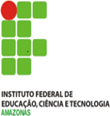 INSTITUTO FEDERAL DE
EDUCAÇÃO, CIÊNCIA E TECNOLOGIA
AMAZONAS